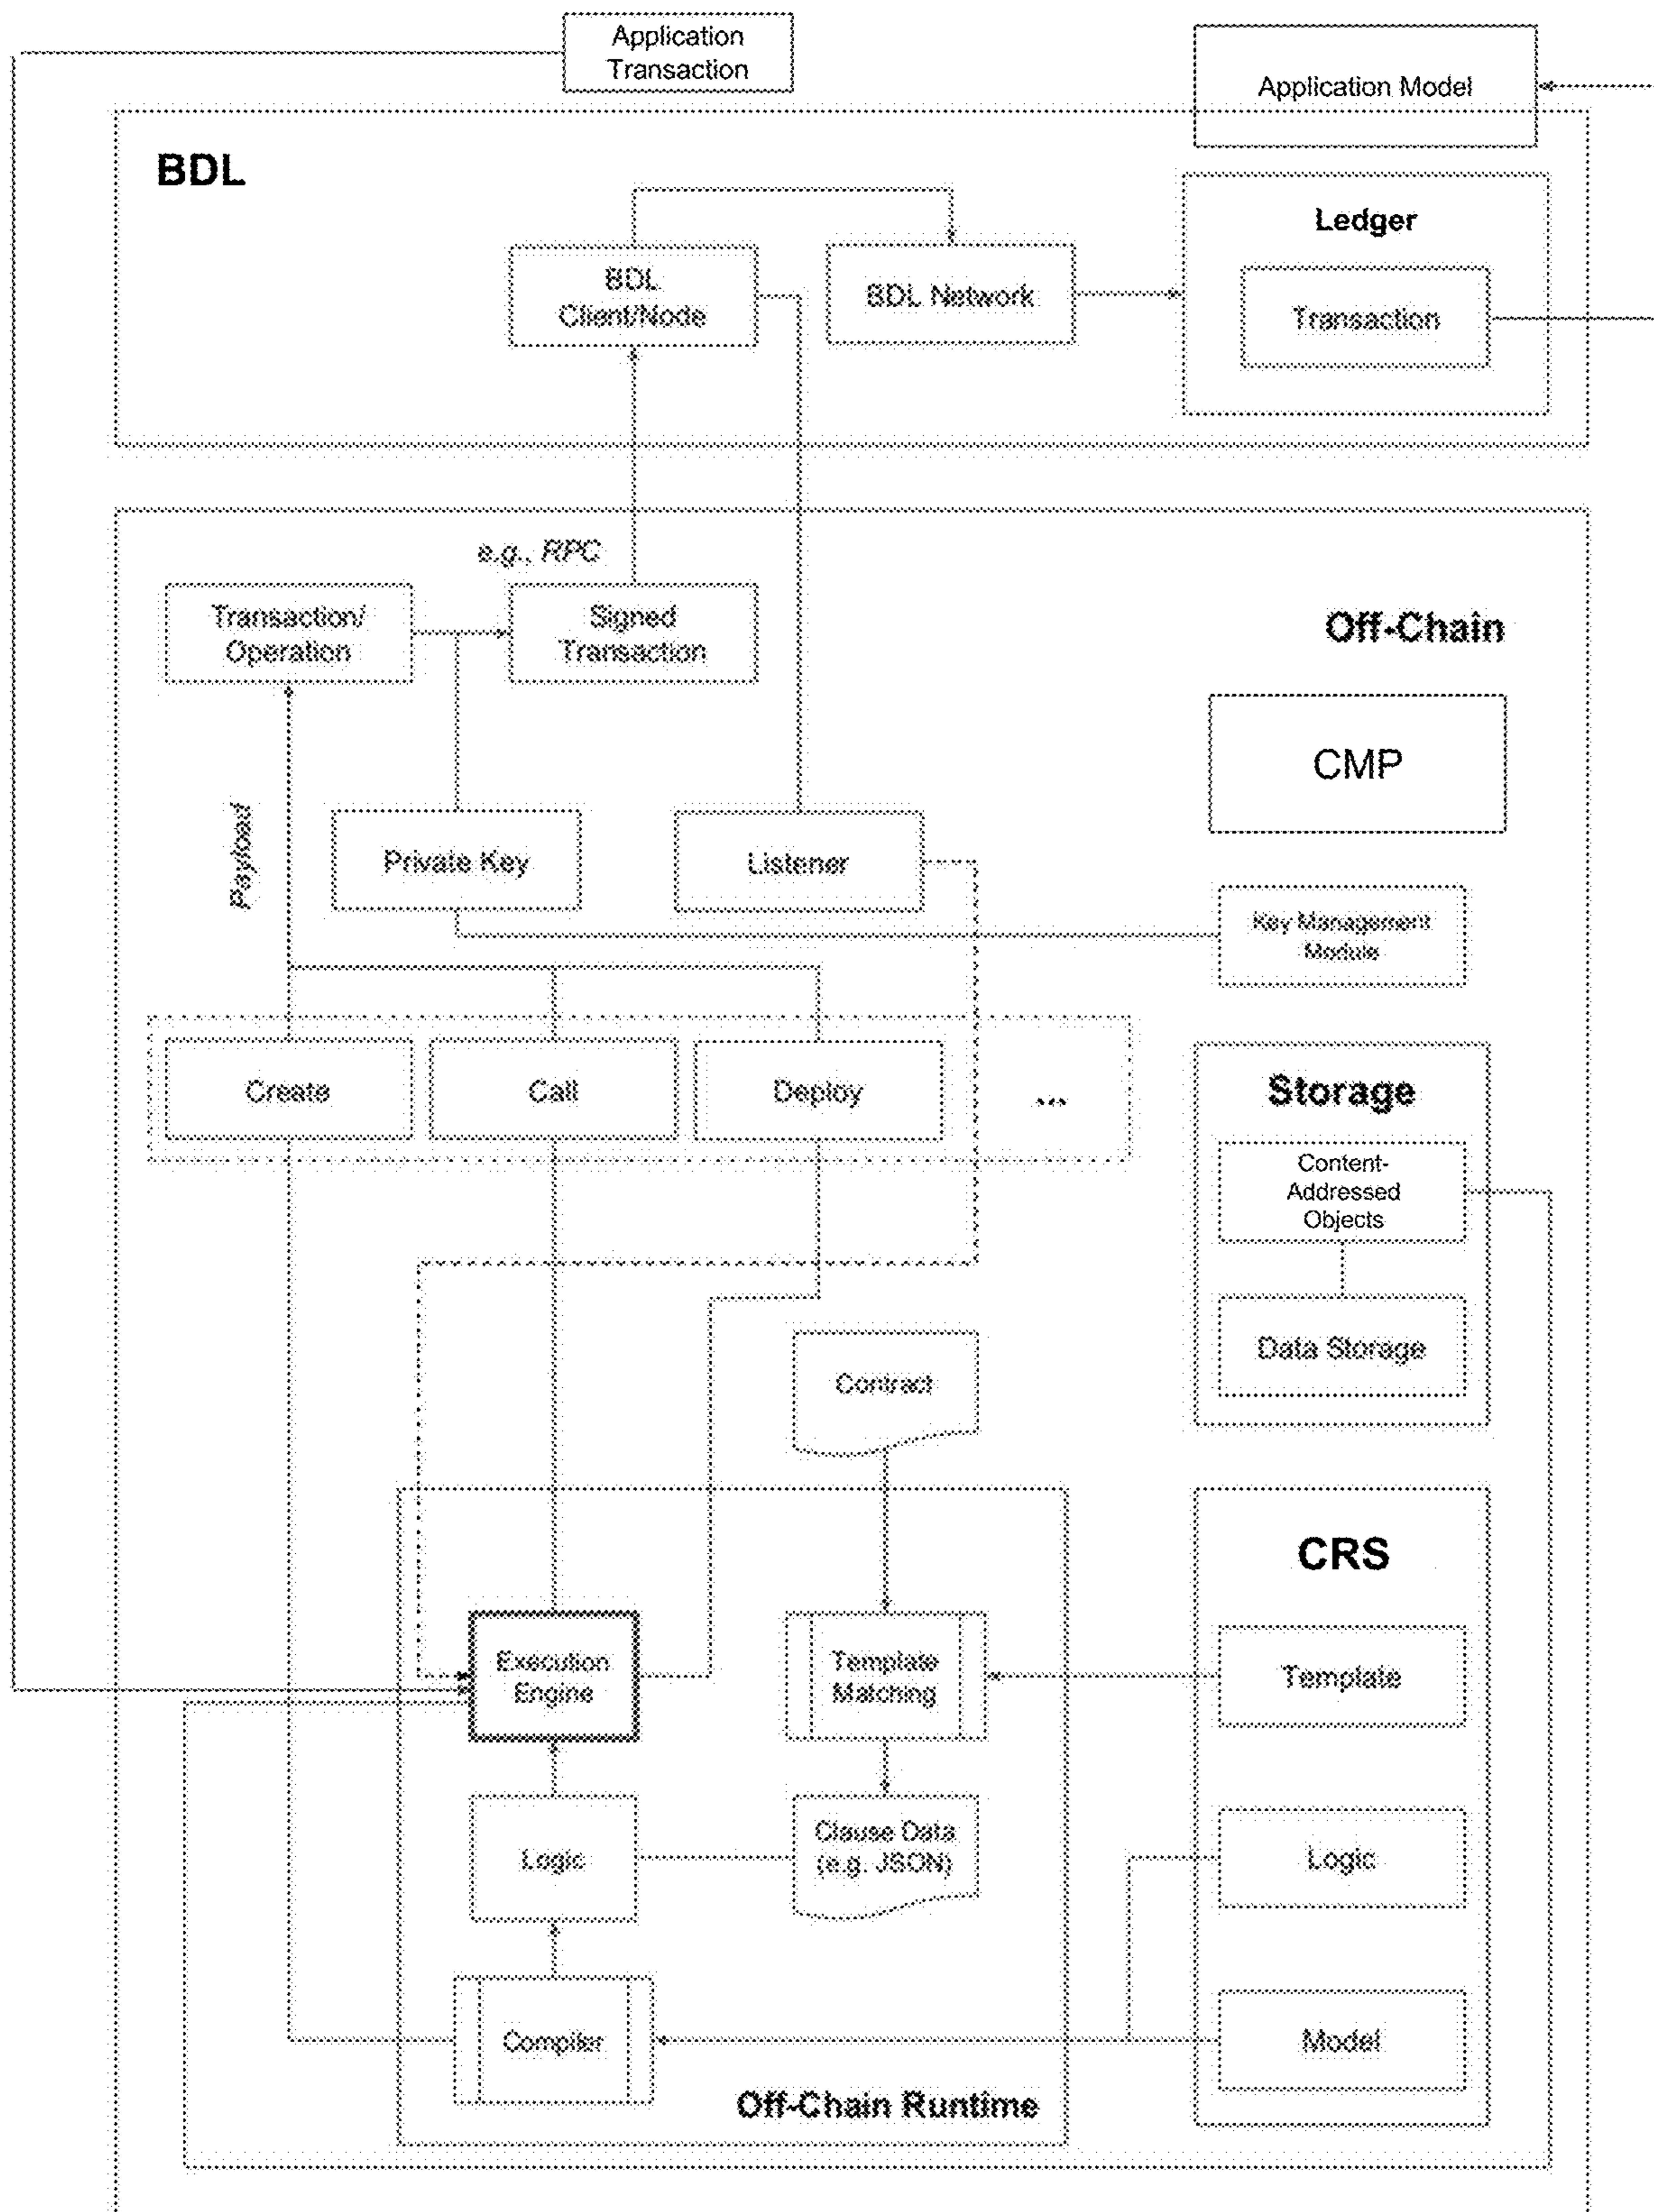 Application
Transaction
Application Model
BDL
Ledger
BDL
Client/Node
BDL Network
Transaction
e.g., RPC
Transaction/
Operation
Signed
Transaction
Off-Chain
CMP
Payload
Private Key
Listener
Key Management
Module
Create
Call
Deploy
...
Storage
Content-
Addressed
Objects
Data Storage
Contract
CRS
Execution
Engine
Template
Matching
Template
Logic
Clause Data
(e.g. JSON)
Logic
Compiler
Model
Off-Chain Runtime